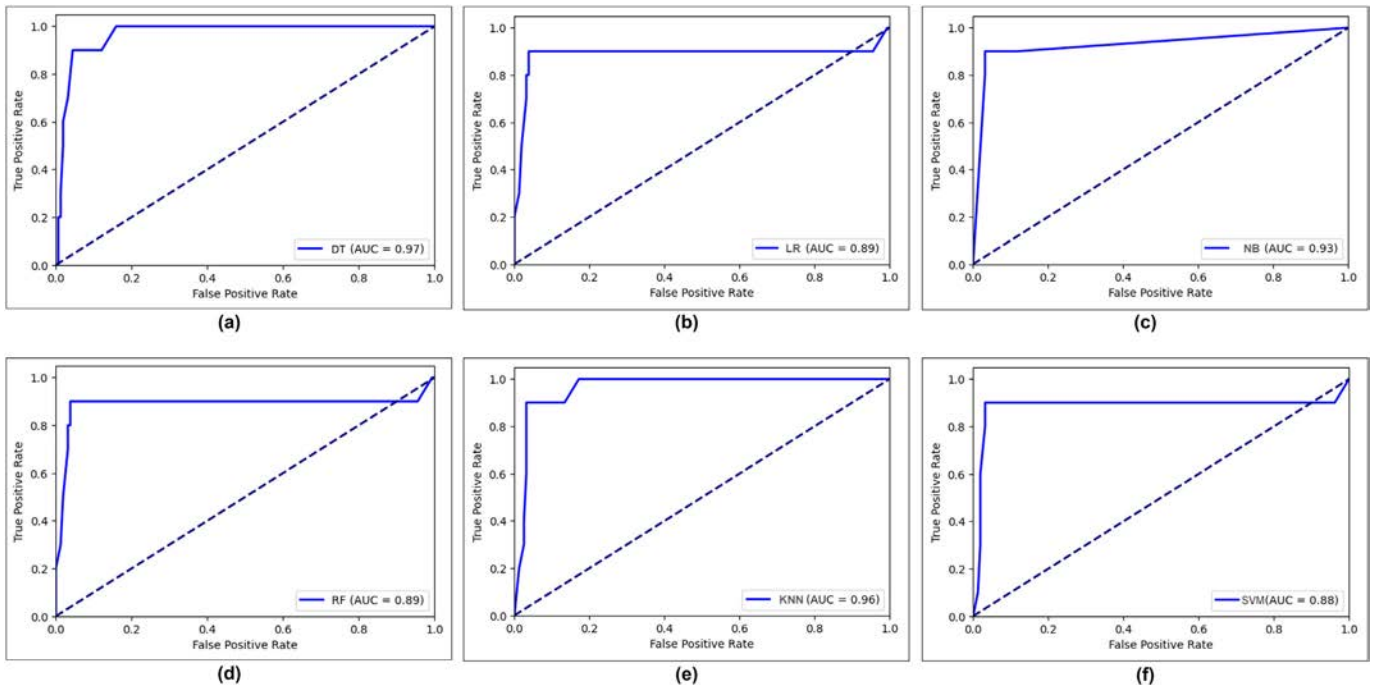 1.0
0.8
0.6
0.4
0.2
0.0
True Positive Rate
DT (AUC = 0.97)
0.0 0.2 0.4 0.6 0.8 1.0
False Positive Rate
(a)
1.0
0.8
0.6
0.4
0.2
0.0
True Positive Rate
LR (AUC = 0.89)
0.0 0.2 0.4 0.6 0.8 1.0
False Positive Rate
(b)
1.0
0.8
0.6
0.4
0.2
0.0
True Positive Rate
NB (AUC = 0.93)
0.0 0.2 0.4 0.6 0.8 1.0
False Positive Rate
(c)
1.0
0.8
0.6
0.4
0.2
0.0
True Positive Rate
RF (AUC = 0.89)
0.0 0.2 0.4 0.6 0.8 1.0
False Positive Rate
(d)
1.0
0.8
0.6
0.4
0.2
0.0
True Positive Rate
KNN (AUC = 0.96)
0.0 0.2 0.4 0.6 0.8 1.0
False Positive Rate
(e)
1.0
0.8
0.6
0.4
0.2
0.0
True Positive Rate
SVM(AUC = 0.88)
0.0 0.2 0.4 0.6 0.8 1.0
False Positive Rate
(f)